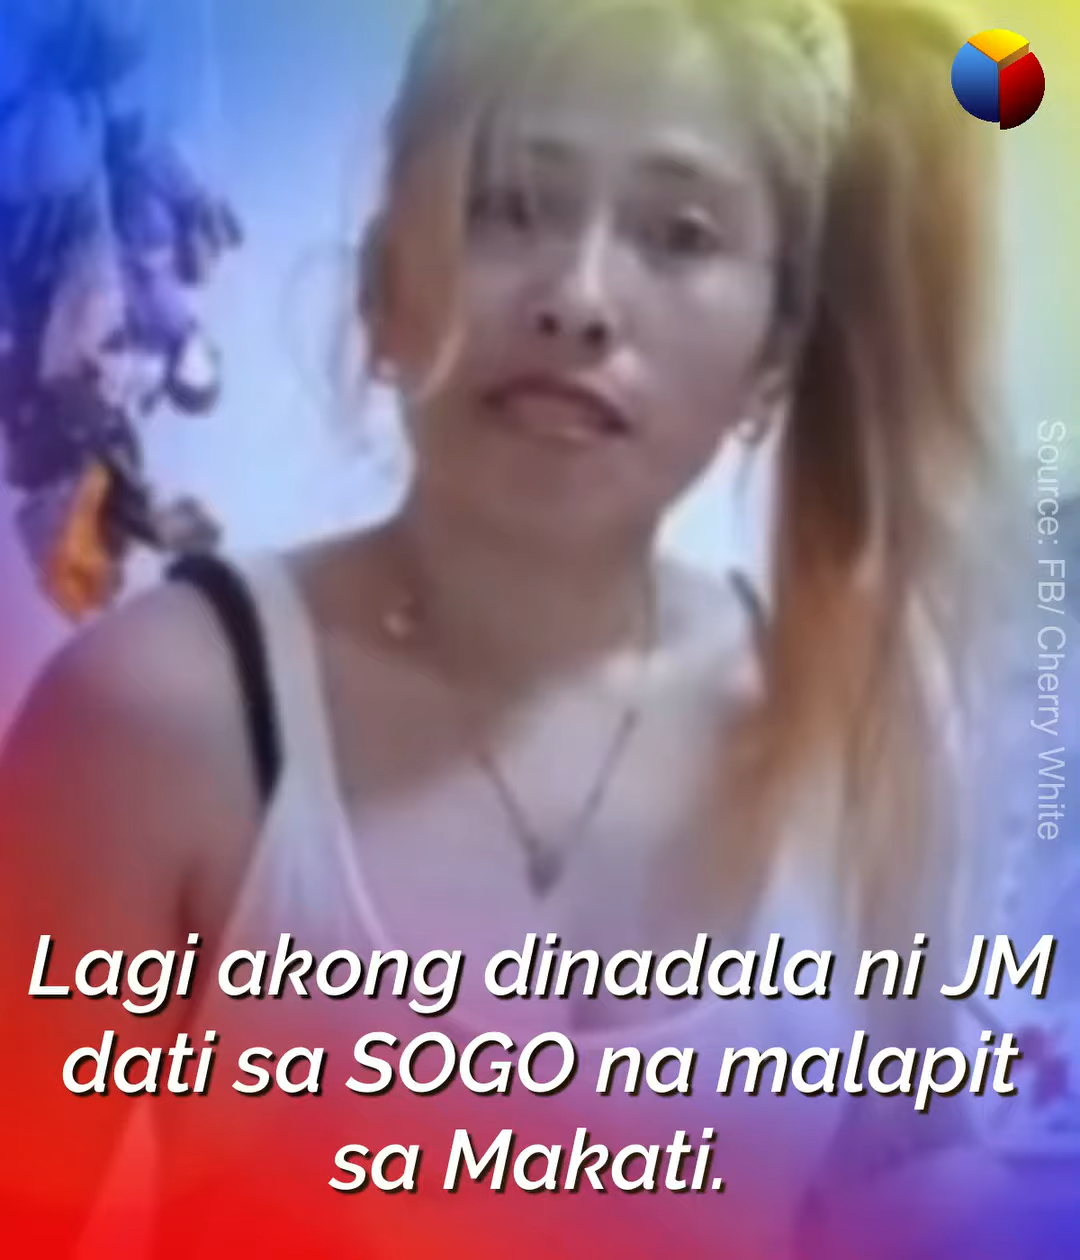 Source: FB/ Cherry White
Lagi akong dinadala ni JM
dati sa SOGO na malapit
sa Makati.